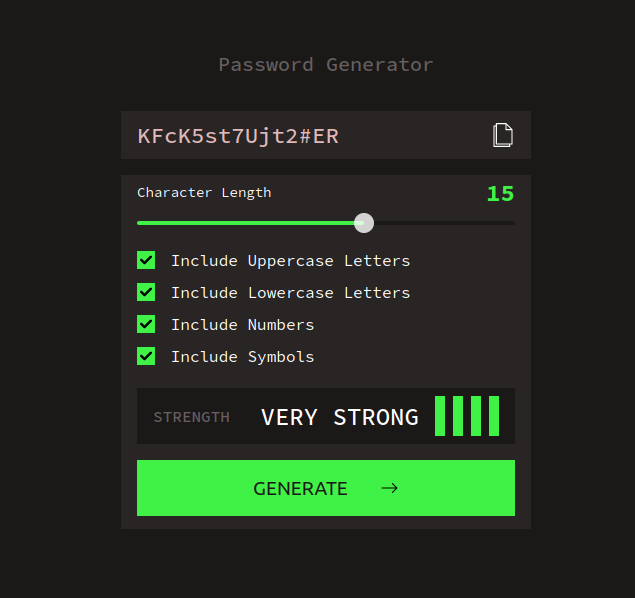 Password Generator
KFcK5st7Ujt2#ER
Character Length 15
Include Uppercase Letters
Include Lowercase Letters
Include Numbers
Include Symbols
STRENGTH VERY STRONG
GENERATE →